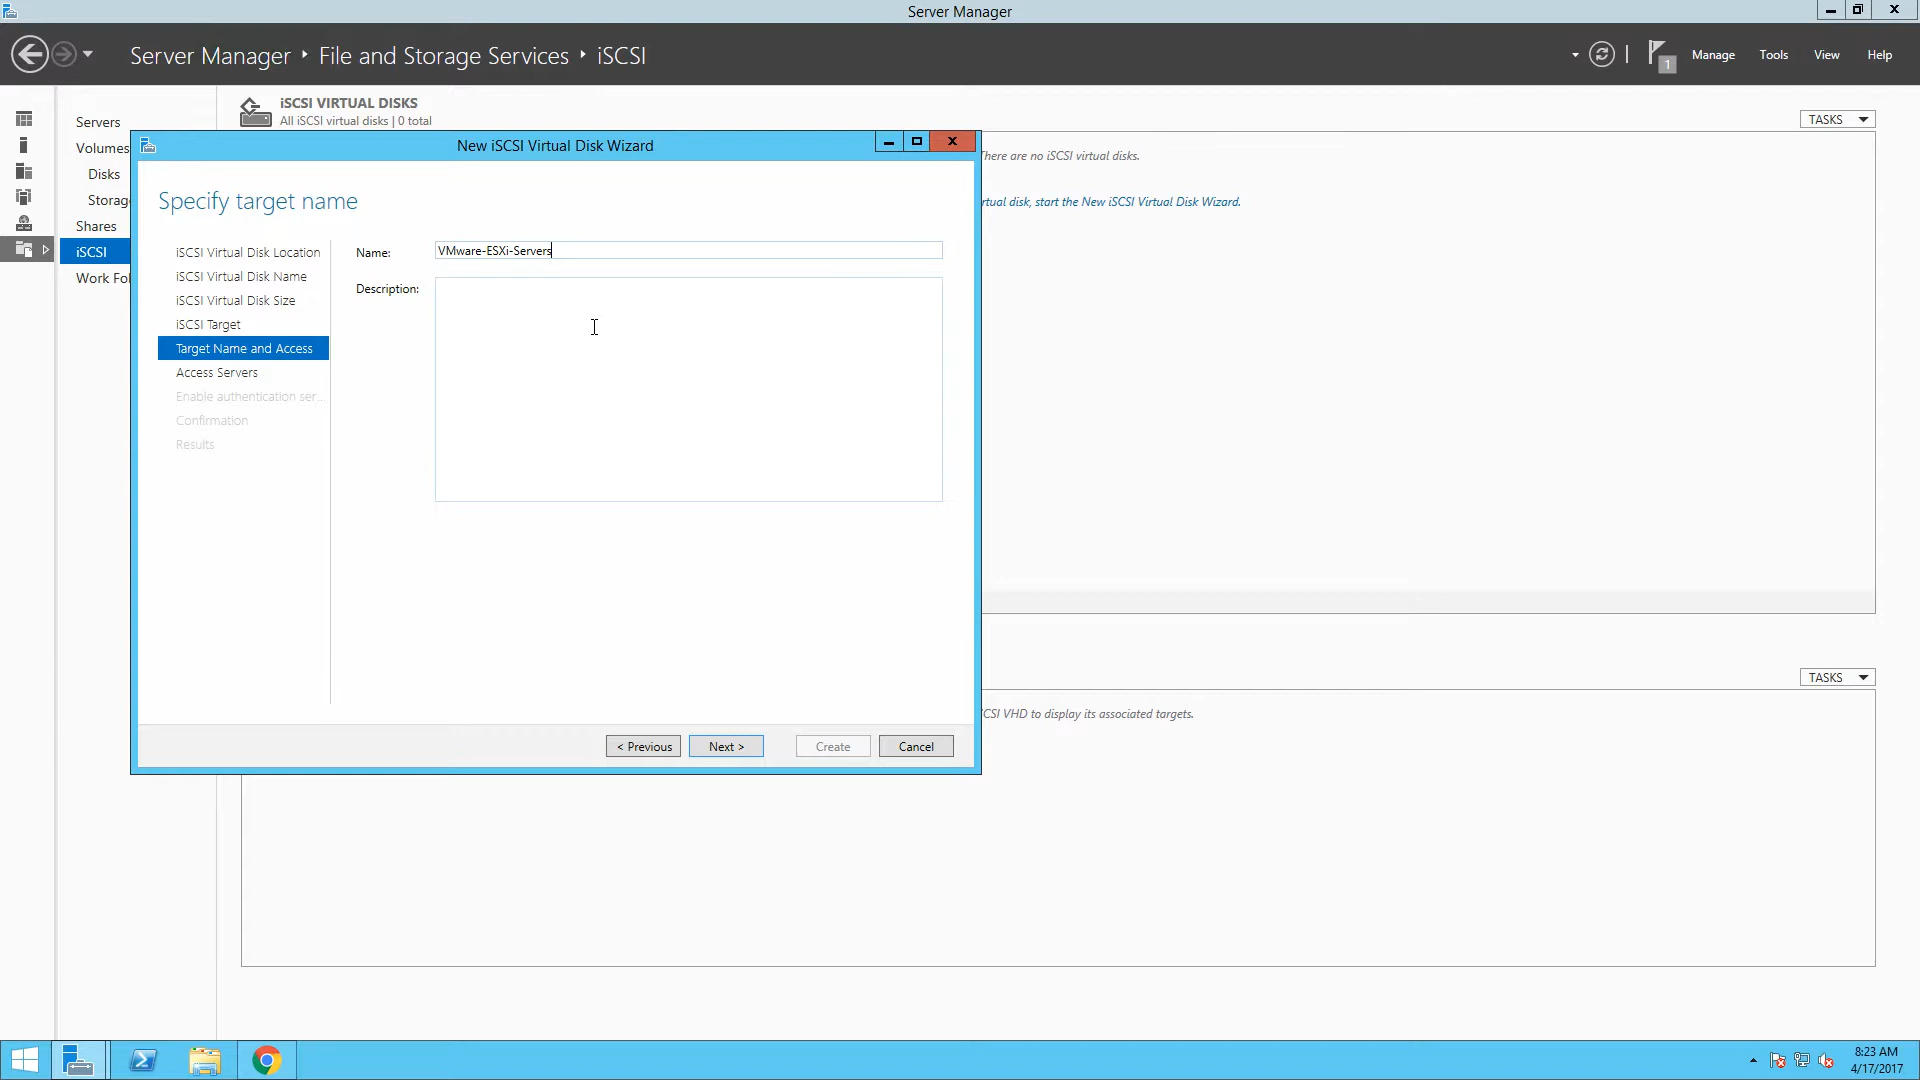 Server Manager
Server Manager ‣ File and Storage Services ‣ iSCSI
1
Manage
Tools
View
Help
iSCSI VIRTUAL DISKS
All iSCSI virtual disks | 0 total
TASKS
Servers
Volumes
Disks
Storag
Shares
iSCSI
Work Fo
There are no iSCSI virtual disks.
rtual disk, start the New iSCSI Virtual Disk Wizard.
New iSCSI Virtual Disk Wizard
Specify target name
iSCSI Virtual Disk Location
iSCSI Virtual Disk Name
iSCSI Virtual Disk Size
iSCSI Target
Target Name and Access
Access Servers
Enable authentication ser...
Confirmation
Results
Name:
VMware-ESXi-Servers
Description:
< Previous
Next >
Create
Cancel
TASKS
CSI VHD to display its associated targets.
8:23 AM
4/17/2017